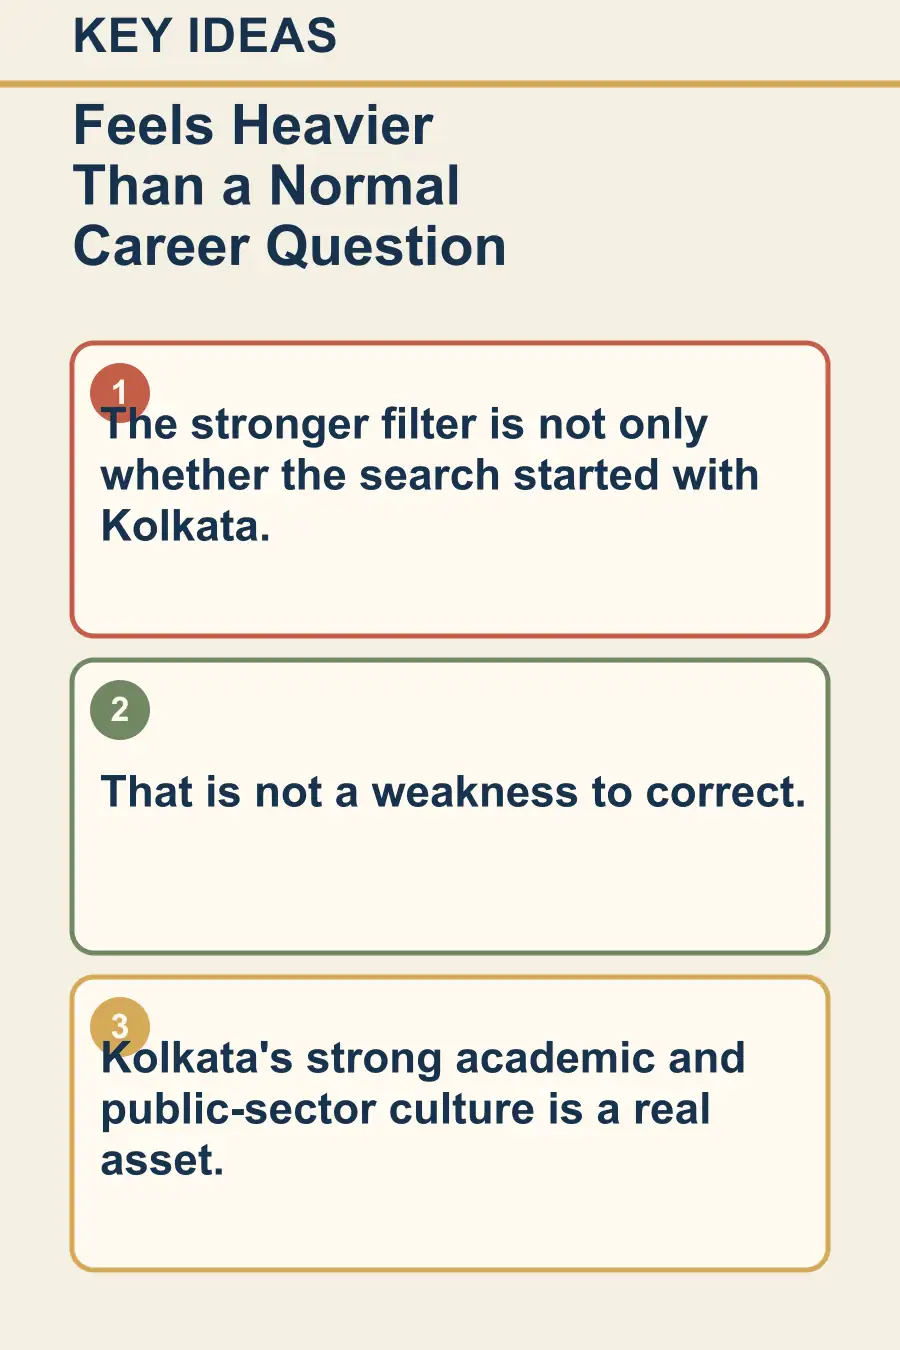 KEY IDEAS
Feels Heavier
Than a Normal
Career Question
1
The stronger filter is not only
whether the search started with
Kolkata.
2
That is not a weakness to correct.
3
Kolkata's strong academic and
public-sector culture is a real
asset.